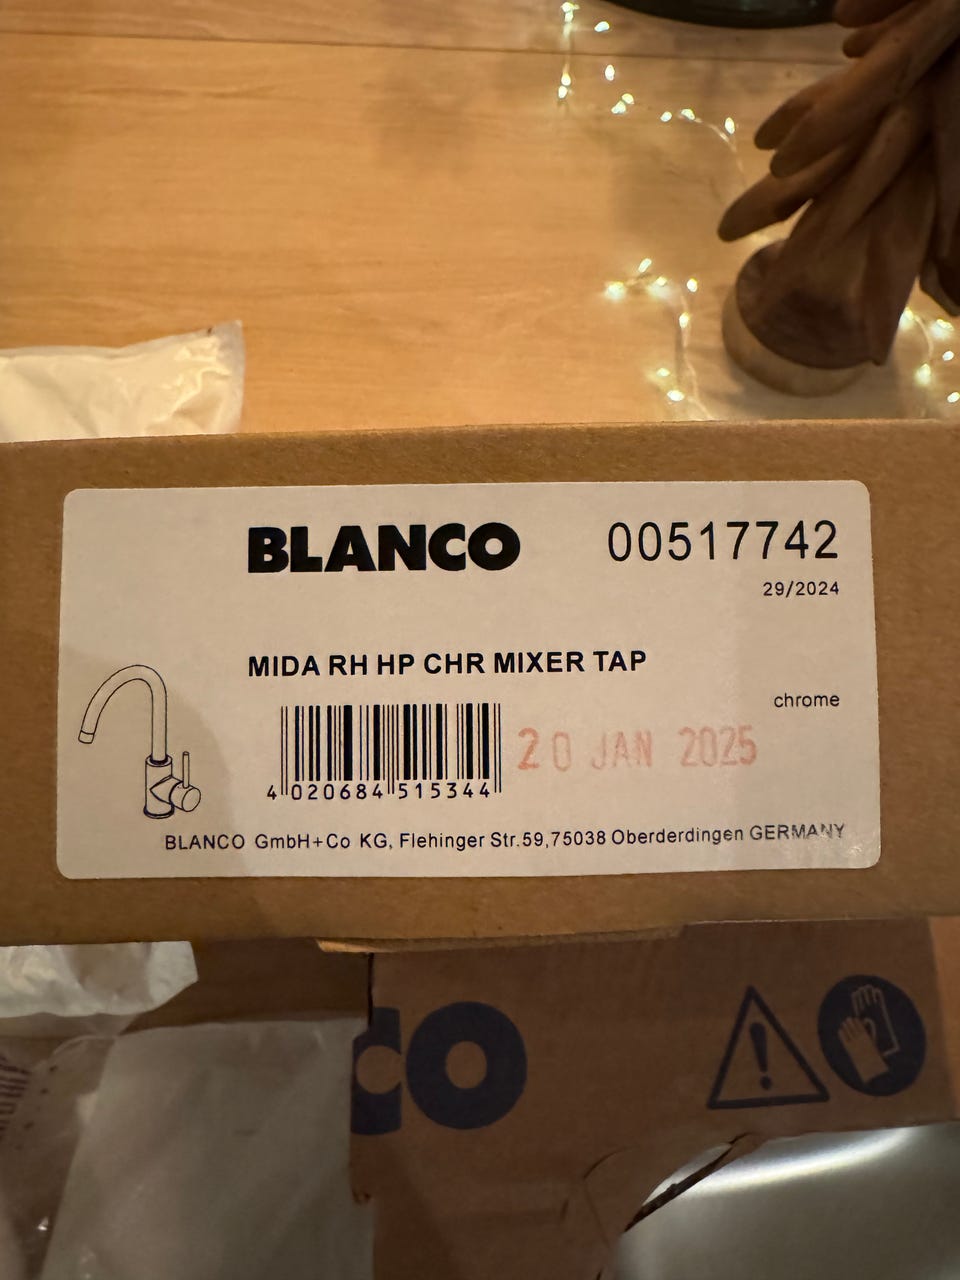 BLANCO
00517742
29/2024
MIDA RH HP CHR MIXER TAP
chrome
20 JAN 2025
4 020684 515344
BLANCO GmbH+Co KG, Flehinger Str.59,75038 Oberderdingen GERMANY
CO